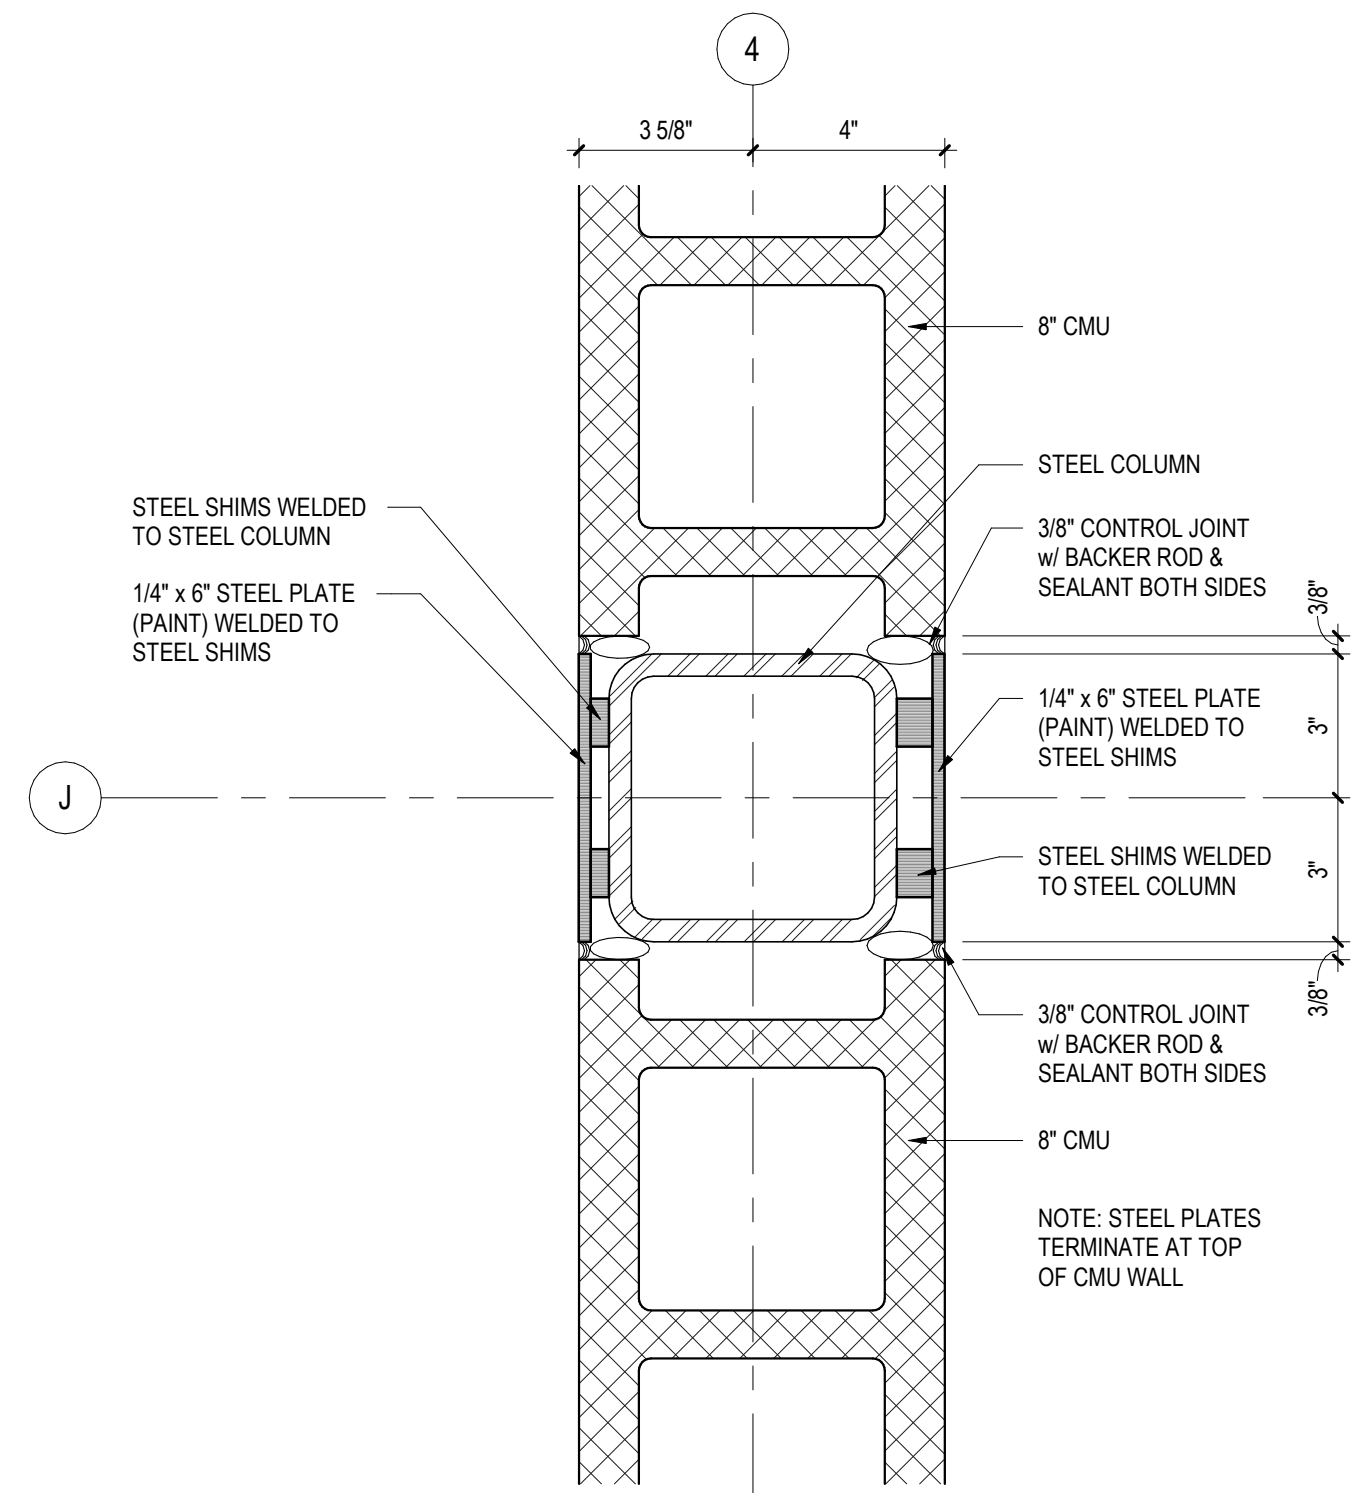 4
3 5/8"
4"
8" CMU
STEEL COLUMN
STEEL SHIMS WELDED
TO STEEL COLUMN
3/8" CONTROL JOINT
w/ BACKER ROD &
SEALANT BOTH SIDES
1/4" x 6" STEEL PLATE
(PAINT) WELDED TO
STEEL SHIMS
3/8"
1/4" x 6" STEEL PLATE
(PAINT) WELDED TO
STEEL SHIMS
3"
J
STEEL SHIMS WELDED
TO STEEL COLUMN
3"
3/8"
3/8" CONTROL JOINT
w/ BACKER ROD &
SEALANT BOTH SIDES
8" CMU
NOTE: STEEL PLATES
TERMINATE AT TOP
OF CMU WALL